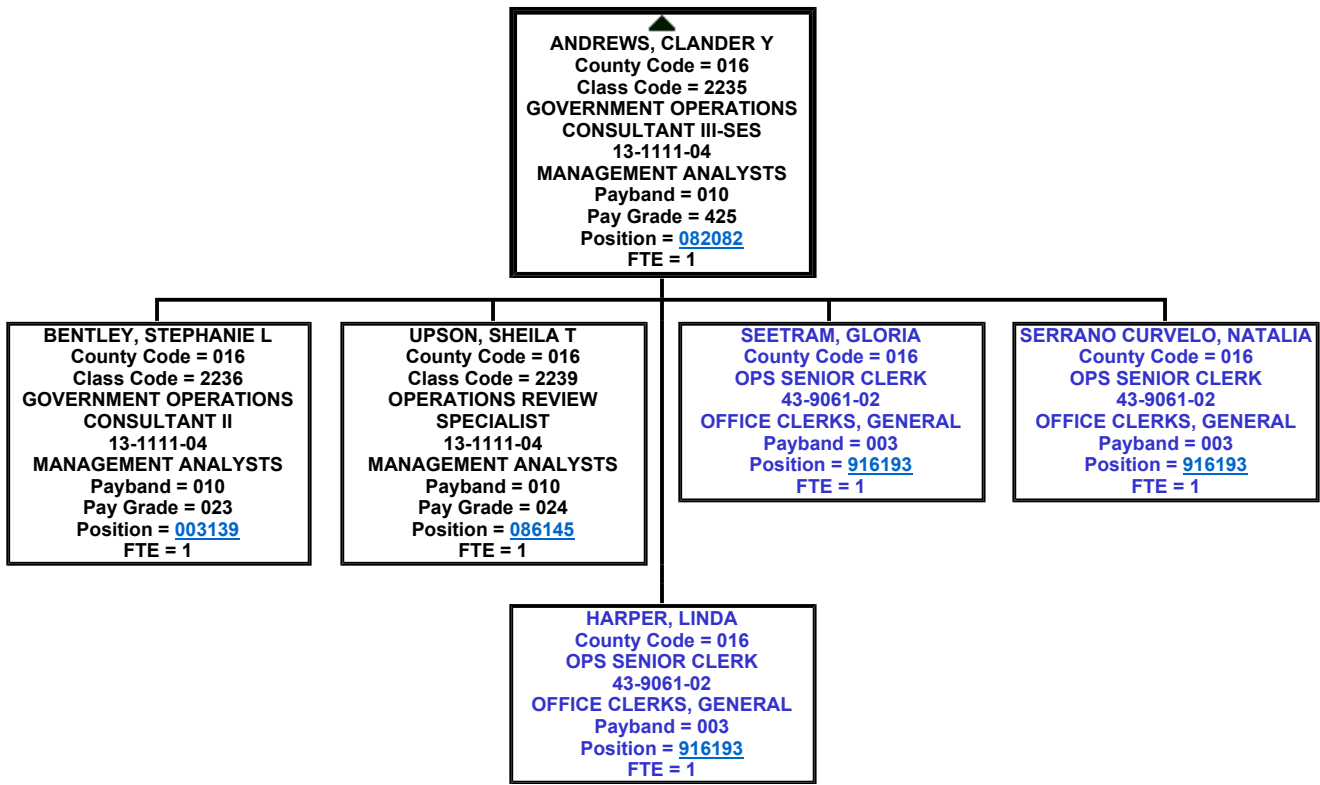 ANDREWS, CLANDER Y
County Code = 016
Class Code = 2235
GOVERNMENT OPERATIONS
CONSULTANT III-SES
13-1111-04
MANAGEMENT ANALYSTS
Payband = 010
Pay Grade = 425
Position = 082082
FTE = 1
BENTLEY, STEPHANIE L
County Code = 016
Class Code = 2236
GOVERNMENT OPERATIONS
CONSULTANT II
13-1111-04
MANAGEMENT ANALYSTS
Payband = 010
Pay Grade = 023
Position = 003139
FTE = 1
UPSON, SHEILA T
County Code = 016
Class Code = 2239
OPERATIONS REVIEW
SPECIALIST
13-1111-04
MANAGEMENT ANALYSTS
Payband = 010
Pay Grade = 024
Position = 086145
FTE = 1
SEETRAM, GLORIA
County Code = 016
OPS SENIOR CLERK
43-9061-02
OFFICE CLERKS, GENERAL
Payband = 003
Position = 916193
FTE = 1
SERRANO CURVELO, NATALIA
County Code = 016
OPS SENIOR CLERK
43-9061-02
OFFICE CLERKS, GENERAL
Payband = 003
Position = 916193
FTE = 1
HARPER, LINDA
County Code = 016
OPS SENIOR CLERK
43-9061-02
OFFICE CLERKS, GENERAL
Payband = 003
Position = 916193
FTE = 1